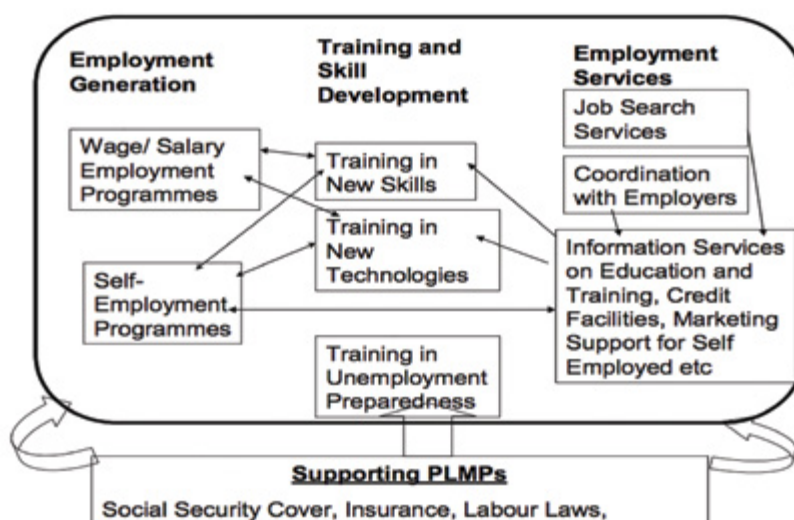 Employment
Generation
Training and
Skill
Development
Employment
Services
Wage/ Salary
Employment
Programmes
Self-
Employment
Programmes
Training in
New Skills
Training in
New
Technologies
Training in
Unemployment
Preparedness
Job Search
Services
Coordination
with Employers
Information Services
on Education and
Training, Credit
Facilities, Marketing
Support for Self
Employed etc
Supporting PLMPs
Social Security Cover, Insurance, Labour Laws,